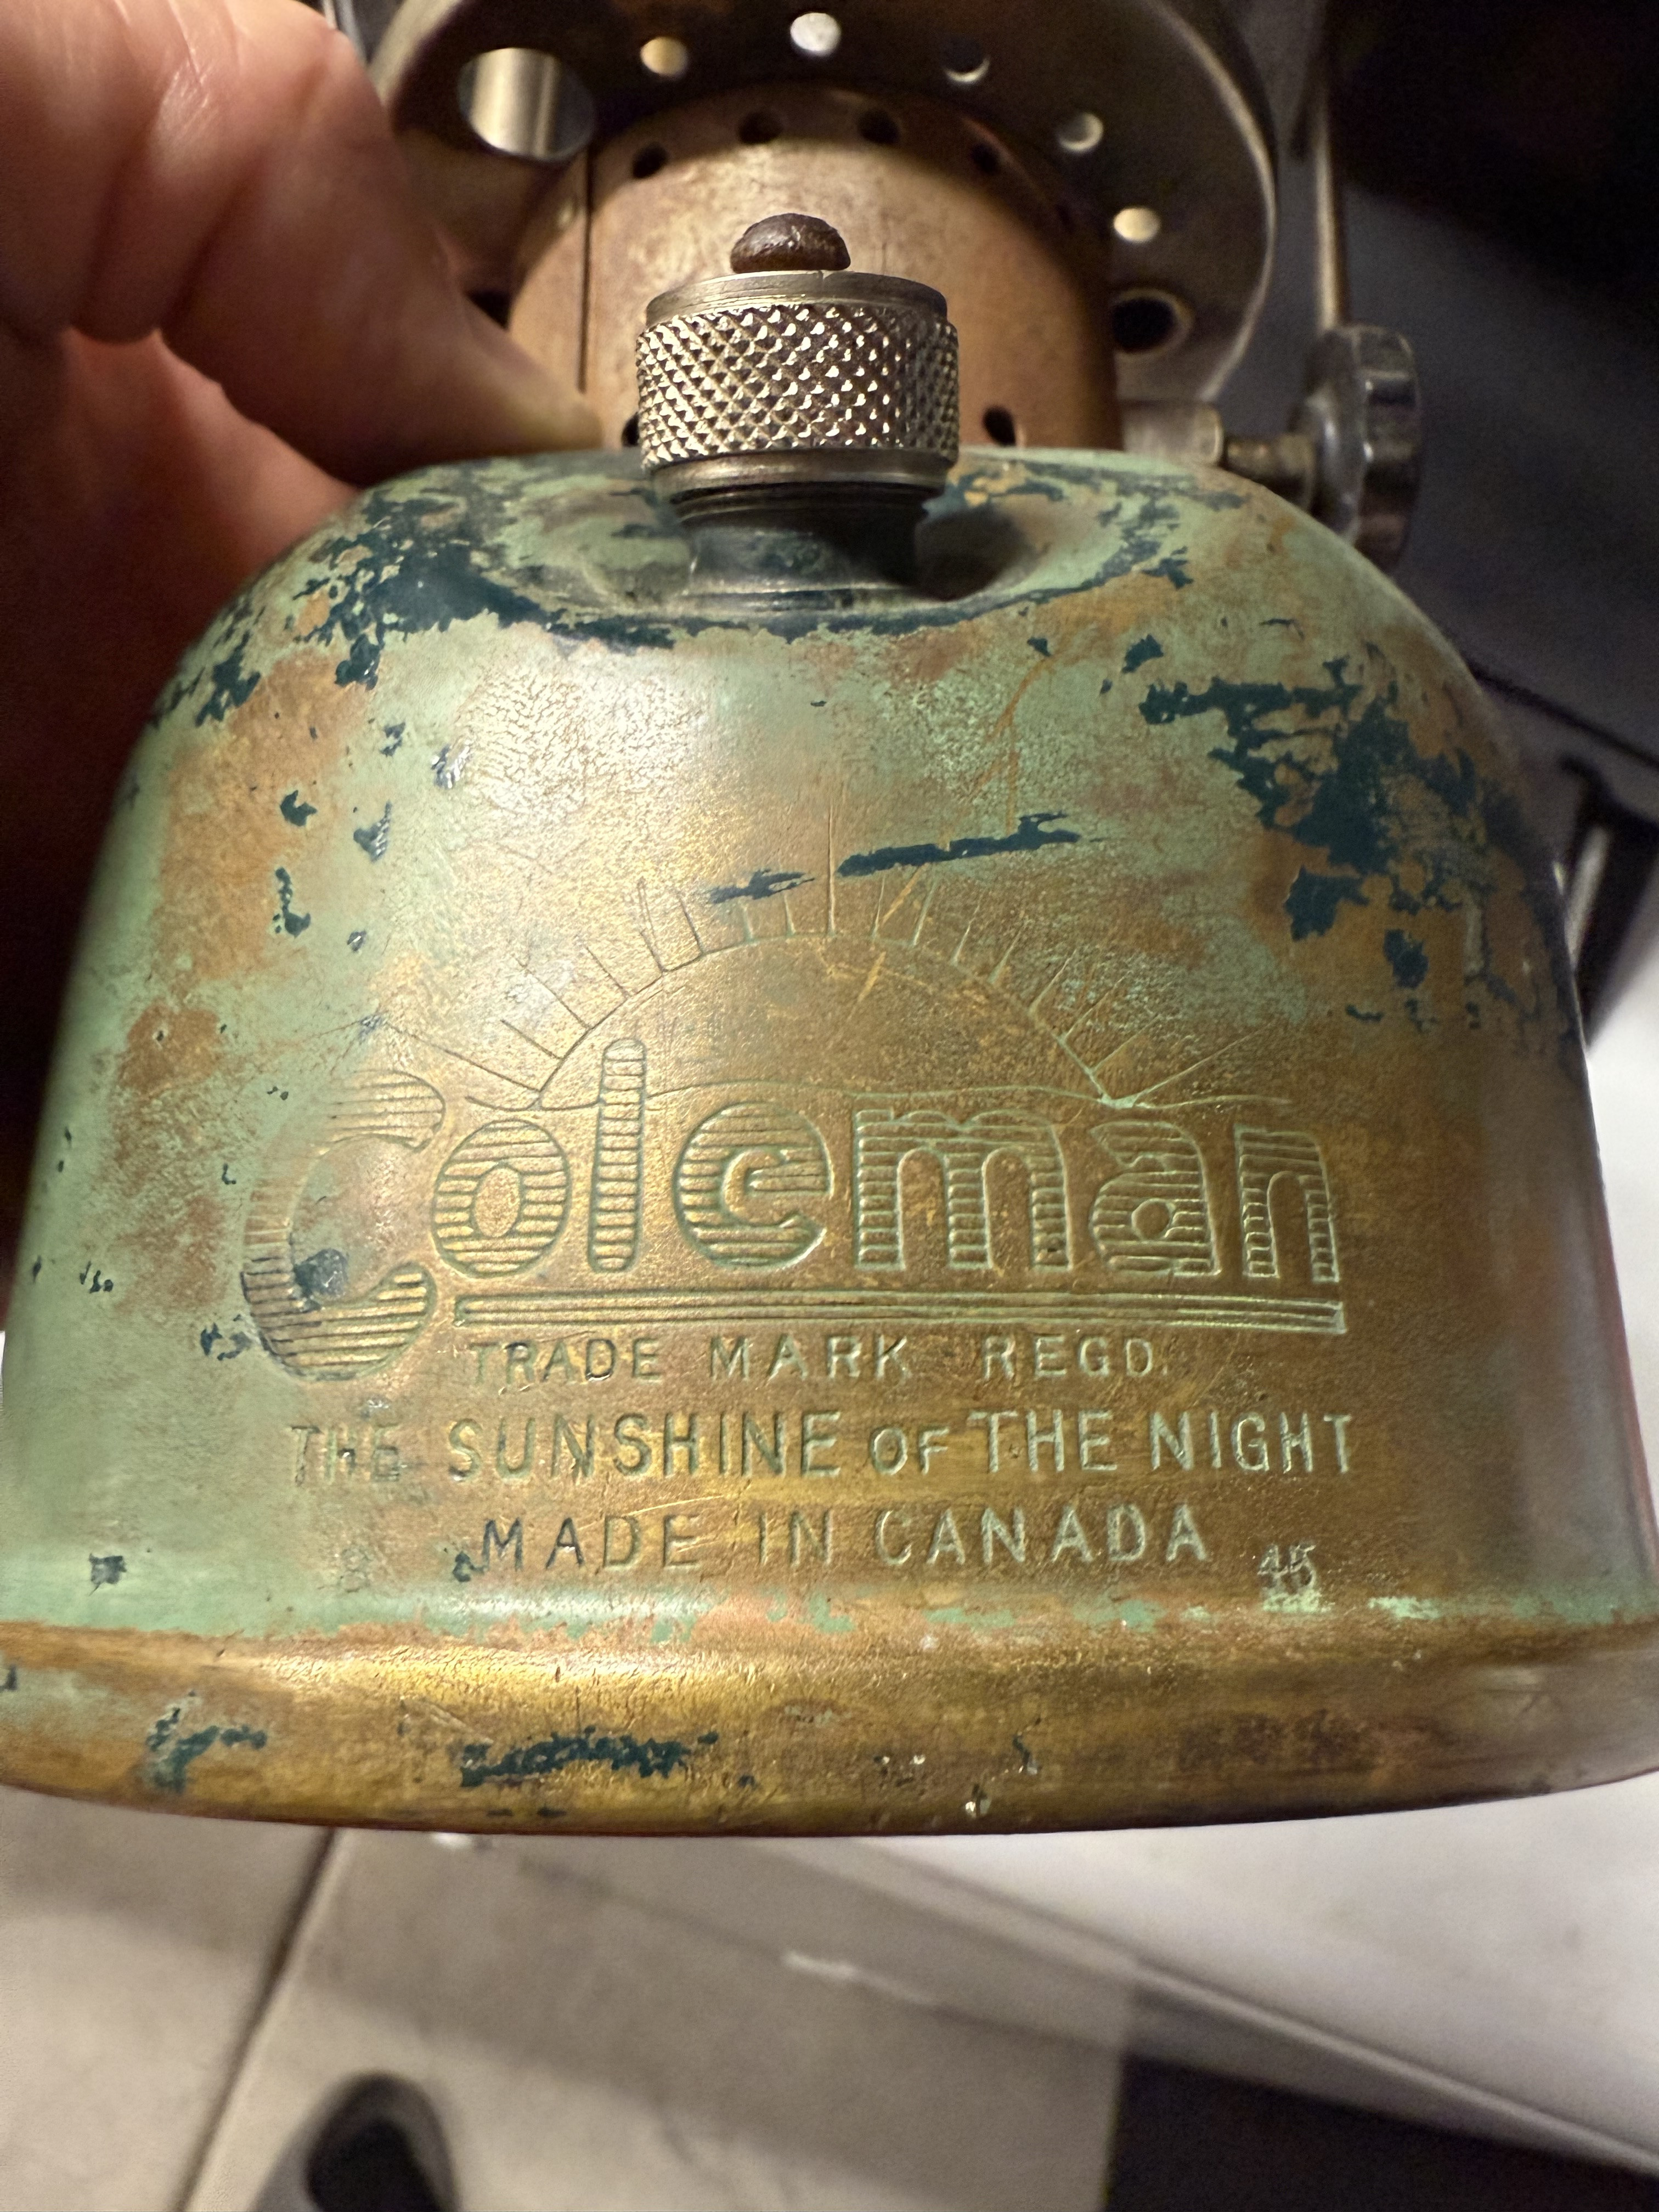 Coleman
TRADE MARK REGD.
THE SUNSHINE OF THE NIGHT
MADE IN CANADA 45